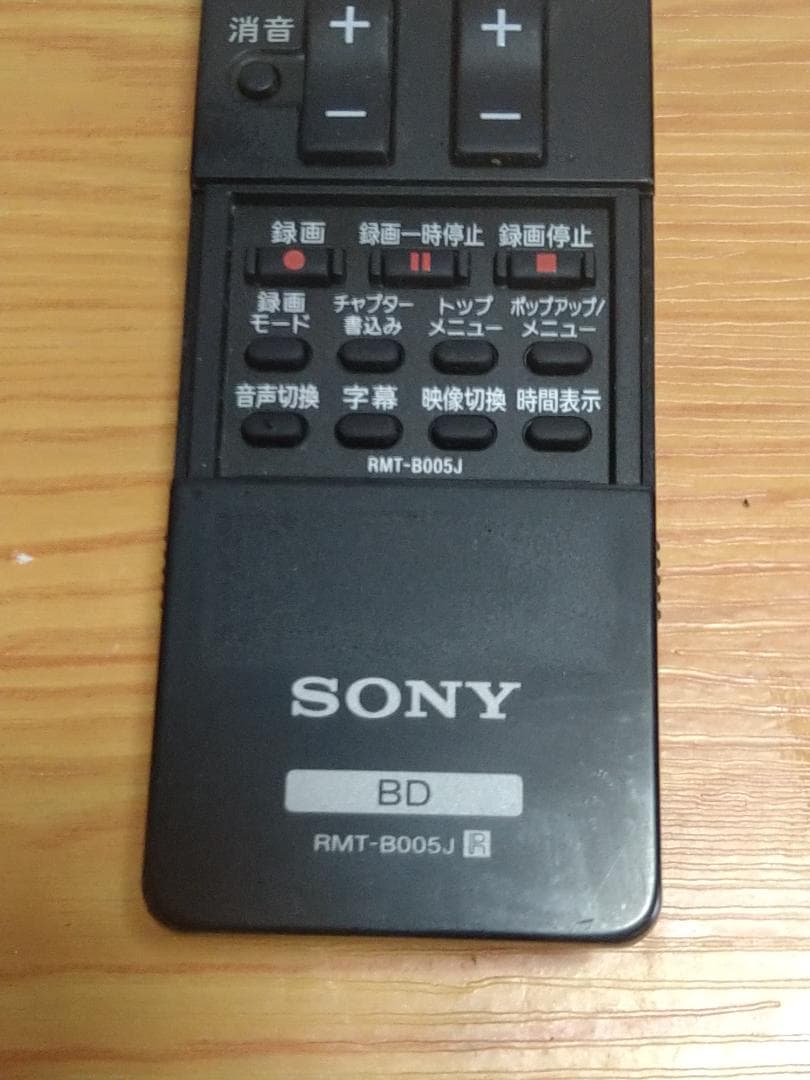 消音
+ +
− −
録画 録画一時停止 録画停止
録画 チャプター トップ ポップアップ/
モード 書込み メニュー メニュー
音声切換 字幕 映像切換 時間表示
RMT-B005J
SONY
BD
RMT-B005J R